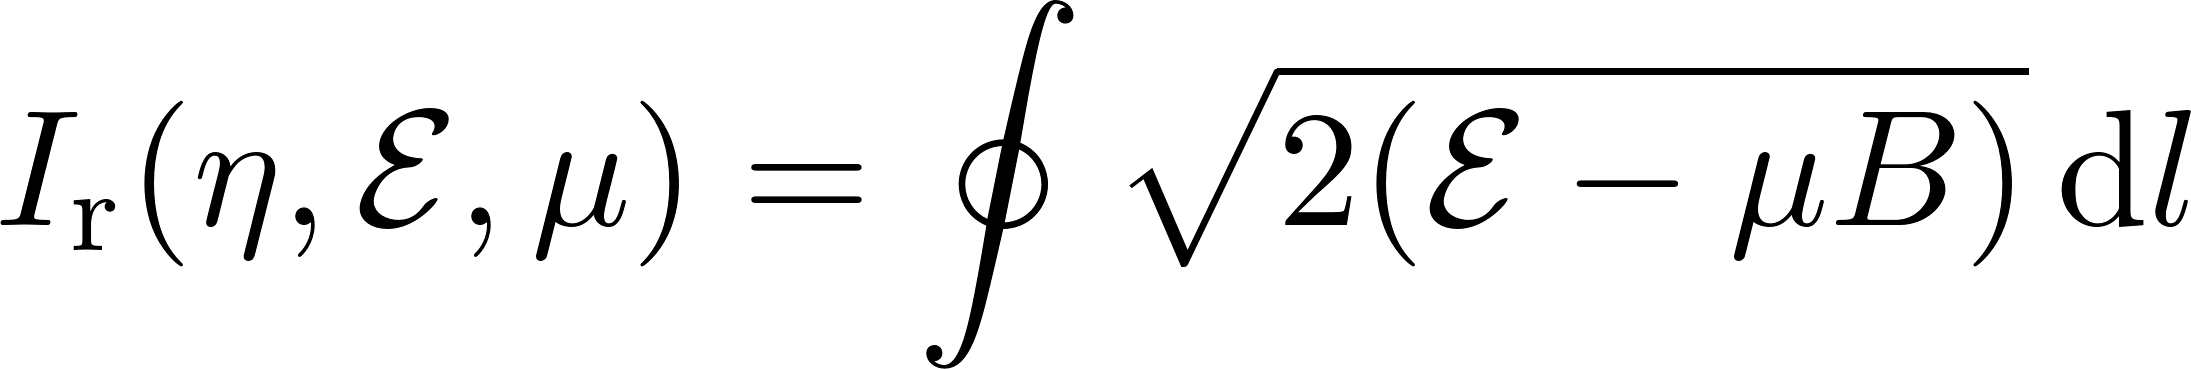 I_r(η, ℰ, μ) = ∮ √(2(ℰ − μB)) dl